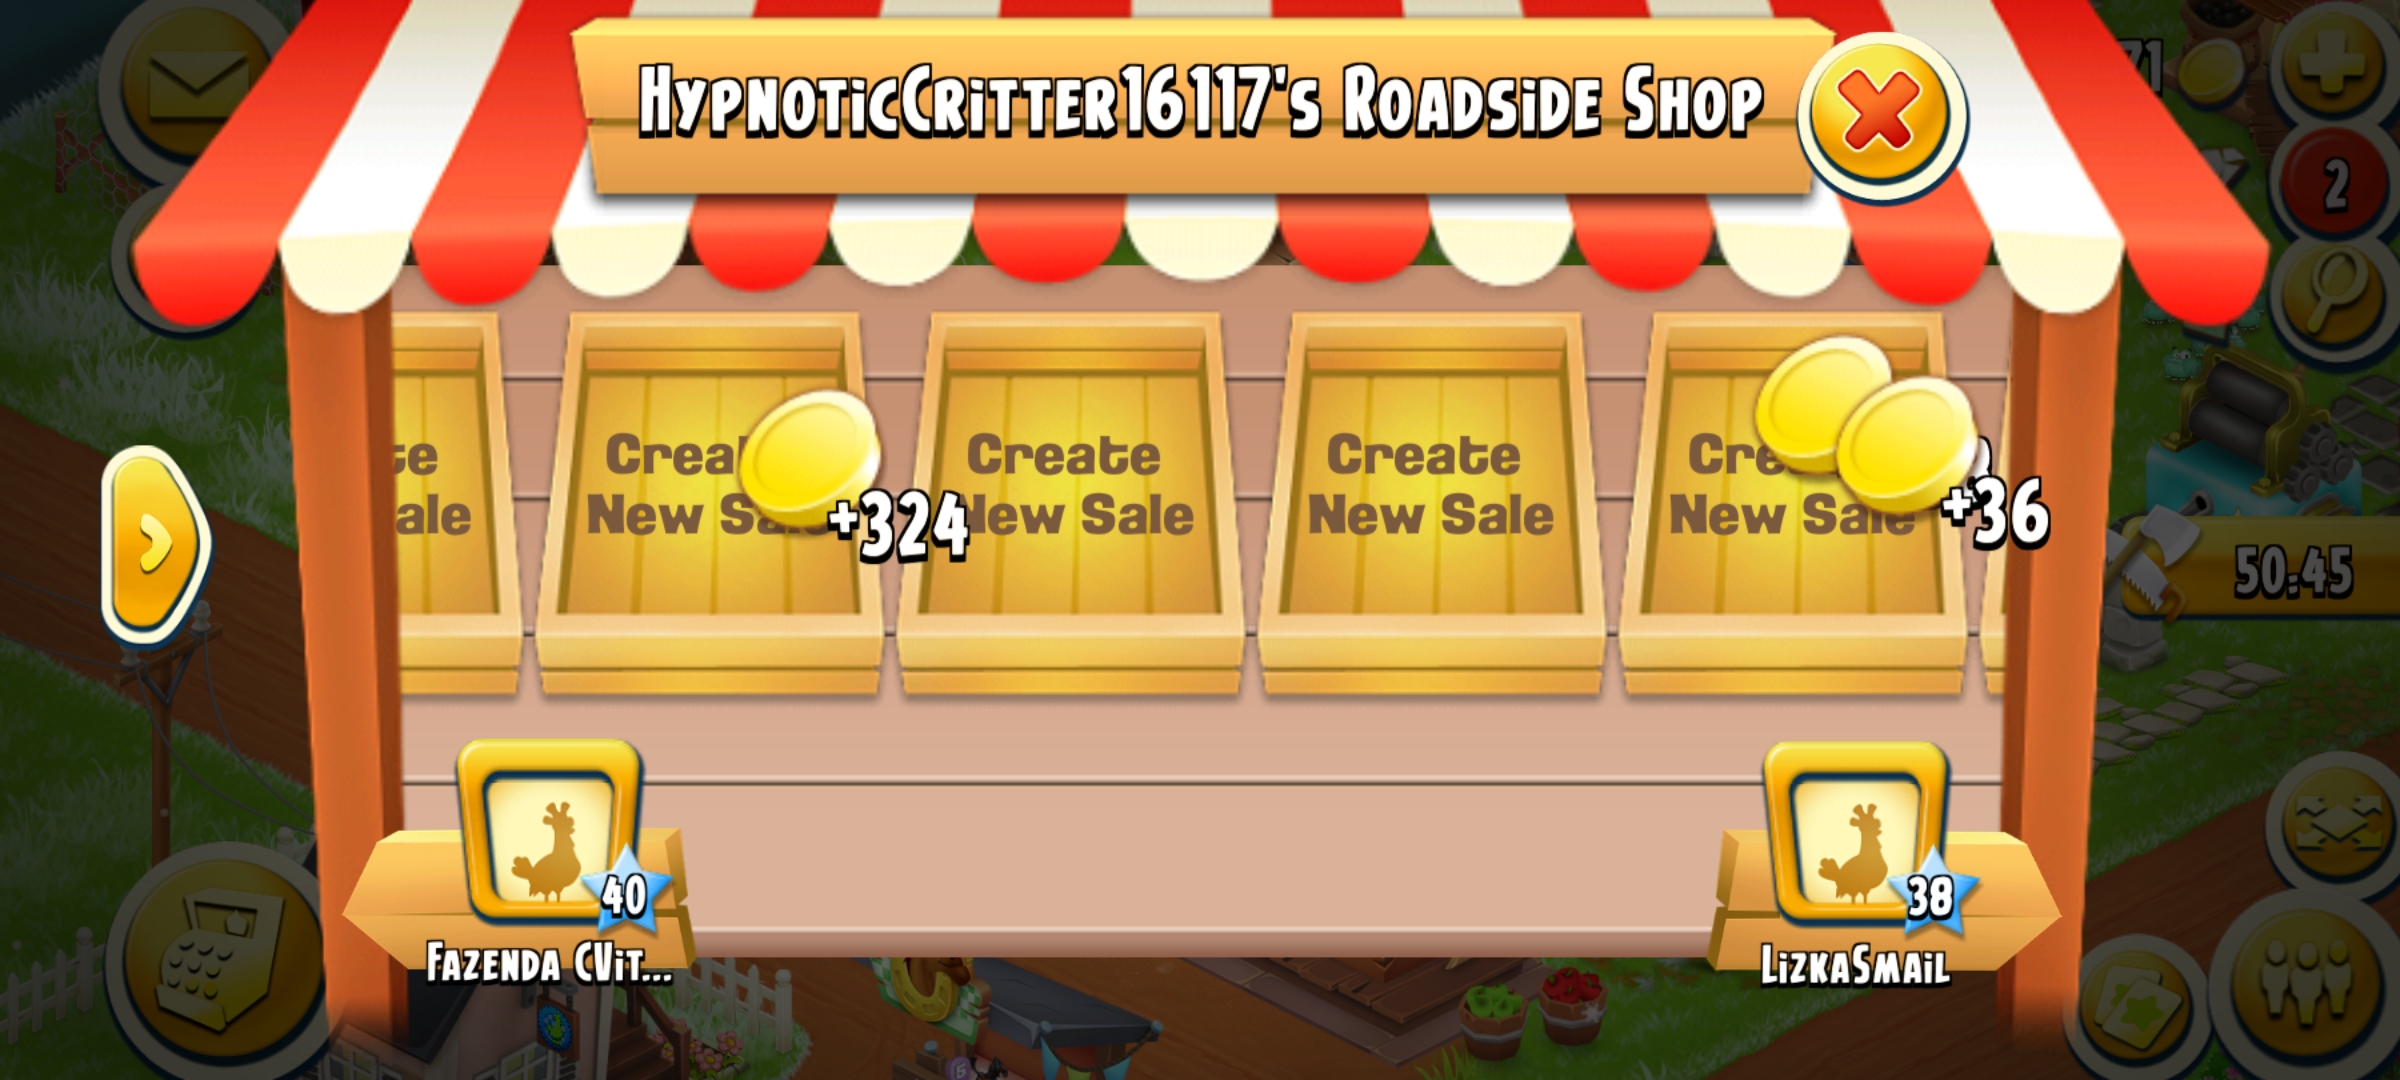 HypnoticCritter16117's Roadside Shop
2
Create
New Sale
+324
Create
New Sale
Create
New Sale
+36
50:45
40
Fazenda CVit...
38
LizkaSmail